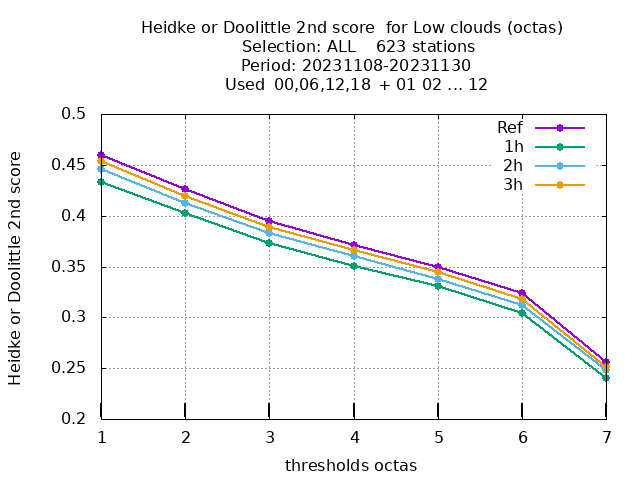 Heidke or Doolittle 2nd score  for Low clouds (octas)
Selection: ALL    623 stations
Period: 20231108-20231130
Used  00,06,12,18 + 01 02 ... 12
Heidke or Doolittle 2nd score
0.5
0.45
0.4
0.35
0.3
0.25
0.2
Ref
1h
2h
3h
1 2 3 4 5 6 7
thresholds octas